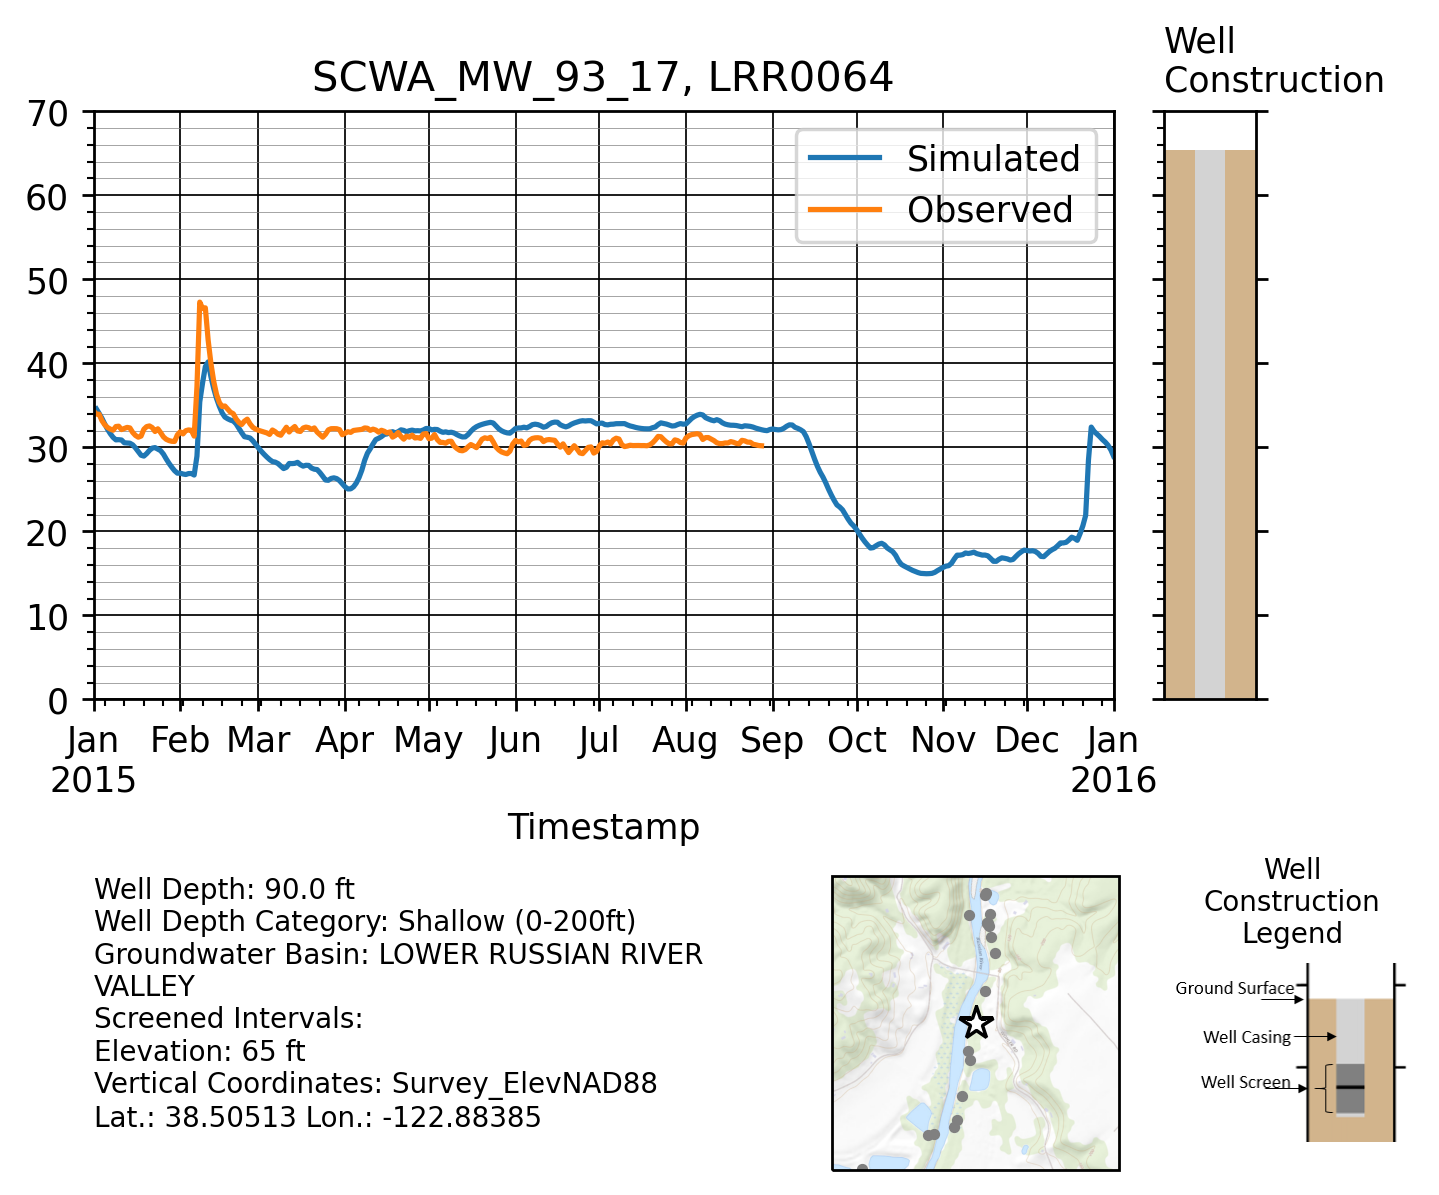 SCWA_MW_93_17, LRR0064
Well
Construction
Simulated
Observed
70
60
50
40
30
20
10
0
Jan Feb Mar Apr May Jun Jul Aug Sep Oct Nov Dec Jan
2015 2016
Timestamp
Well Depth: 90.0 ft
Well Depth Category: Shallow (0-200ft)
Groundwater Basin: LOWER RUSSIAN RIVER
VALLEY
Screened Intervals:
Elevation: 65 ft
Vertical Coordinates: Survey_ElevNAD88
Lat.: 38.50513 Lon.: -122.88385
Well
Construction
Legend
Ground Surface
Well Casing
Well Screen